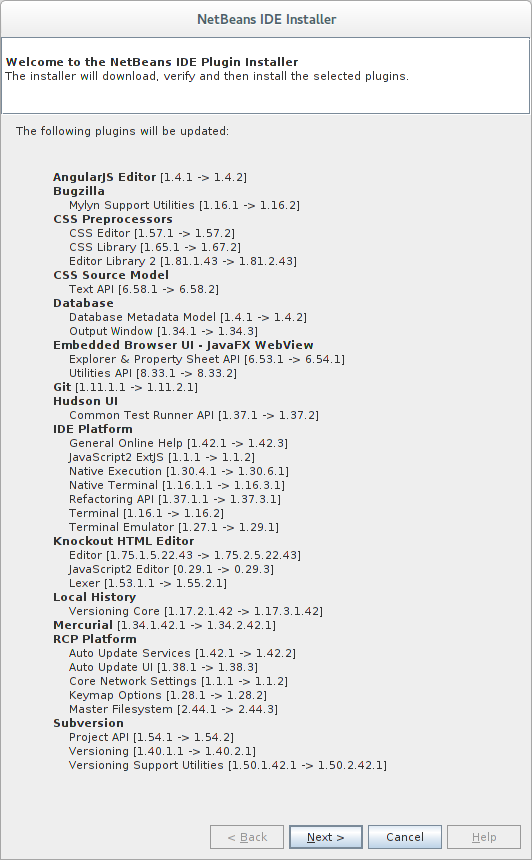 NetBeans IDE Installer
Welcome to the NetBeans IDE Plugin Installer
The installer will download, verify and then install the selected plugins.
The following plugins will be updated:
AngularJS Editor [1.4.1 -> 1.4.2]
Bugzilla
Mylyn Support Utilities [1.16.1 -> 1.16.2]
CSS Preprocessors
CSS Editor [1.57.1 -> 1.57.2]
CSS Library [1.65.1 -> 1.67.2]
Editor Library 2 [1.81.1.43 -> 1.81.2.43]
CSS Source Model
Text API [6.58.1 -> 6.58.2]
Database
Database Metadata Model [1.4.1 -> 1.4.2]
Output Window [1.34.1 -> 1.34.3]
Embedded Browser UI - JavaFX WebView
Explorer & Property Sheet API [6.53.1 -> 6.54.1]
Utilities API [8.33.1 -> 8.33.2]
Git [1.11.1.1 -> 1.11.2.1]
Hudson UI
Common Test Runner API [1.37.1 -> 1.37.2]
IDE Platform
General Online Help [1.42.1 -> 1.42.3]
JavaScript2 ExtJS [1.1.1 -> 1.1.2]
Native Execution [1.30.4.1 -> 1.30.6.1]
Native Terminal [1.16.1.1 -> 1.16.3.1]
Refactoring API [1.37.1.1 -> 1.37.3.1]
Terminal [1.16.1 -> 1.16.2]
Terminal Emulator [1.27.1 -> 1.29.1]
Knockout HTML Editor
Editor [1.75.1.5.22.43 -> 1.75.2.5.22.43]
JavaScript2 Editor [0.29.1 -> 0.29.3]
Lexer [1.53.1.1 -> 1.55.2.1]
Local History
Versioning Core [1.17.2.1.42 -> 1.17.3.1.42]
Mercurial [1.34.1.42.1 -> 1.34.2.42.1]
RCP Platform
Auto Update Services [1.42.1 -> 1.42.2]
Auto Update UI [1.38.1 -> 1.38.3]
Core Network Settings [1.1.1 -> 1.1.2]
Keymap Options [1.28.1 -> 1.28.2]
Master Filesystem [2.44.1 -> 2.44.3]
Subversion
Project API [1.54.1 -> 1.54.2]
Versioning [1.40.1.1 -> 1.40.2.1]
Versioning Support Utilities [1.50.1.42.1 -> 1.50.2.42.1]
< Back Next > Cancel Help